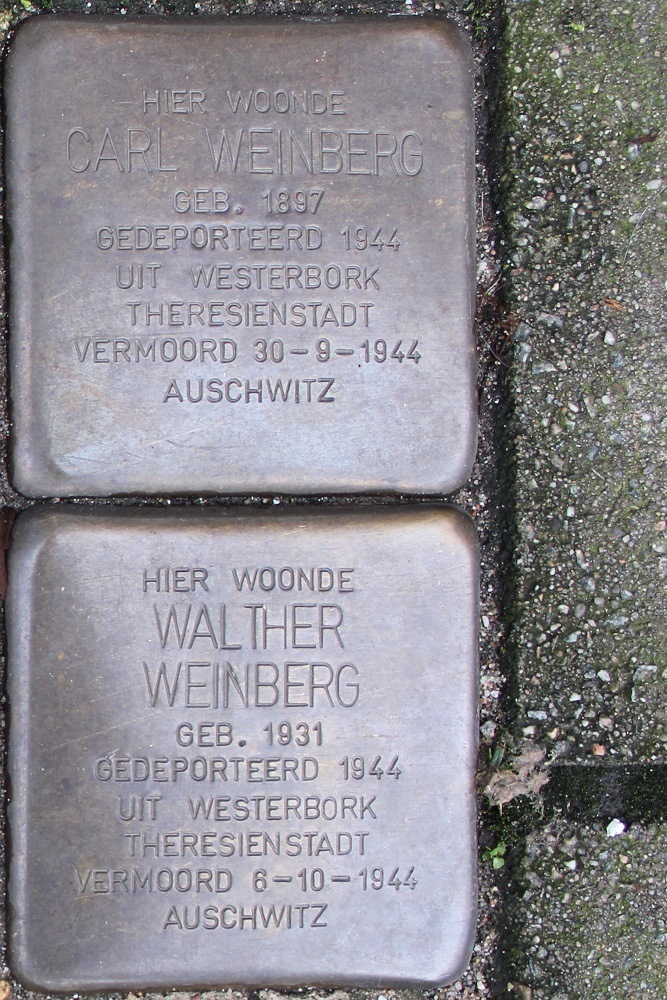 HIER WOONDE
CARL WEINBERG
GEB. 1897
GEDEPORTEERD 1944
UIT WESTERBORK
THERESIENSTADT
VERMOORD 30-9-1944
AUSCHWITZ
HIER WOONDE
WALTHER
WEINBERG
GEB. 1931
GEDEPORTEERD 1944
UIT WESTERBORK
THERESIENSTADT
VERMOORD 6-10-1944
AUSCHWITZ